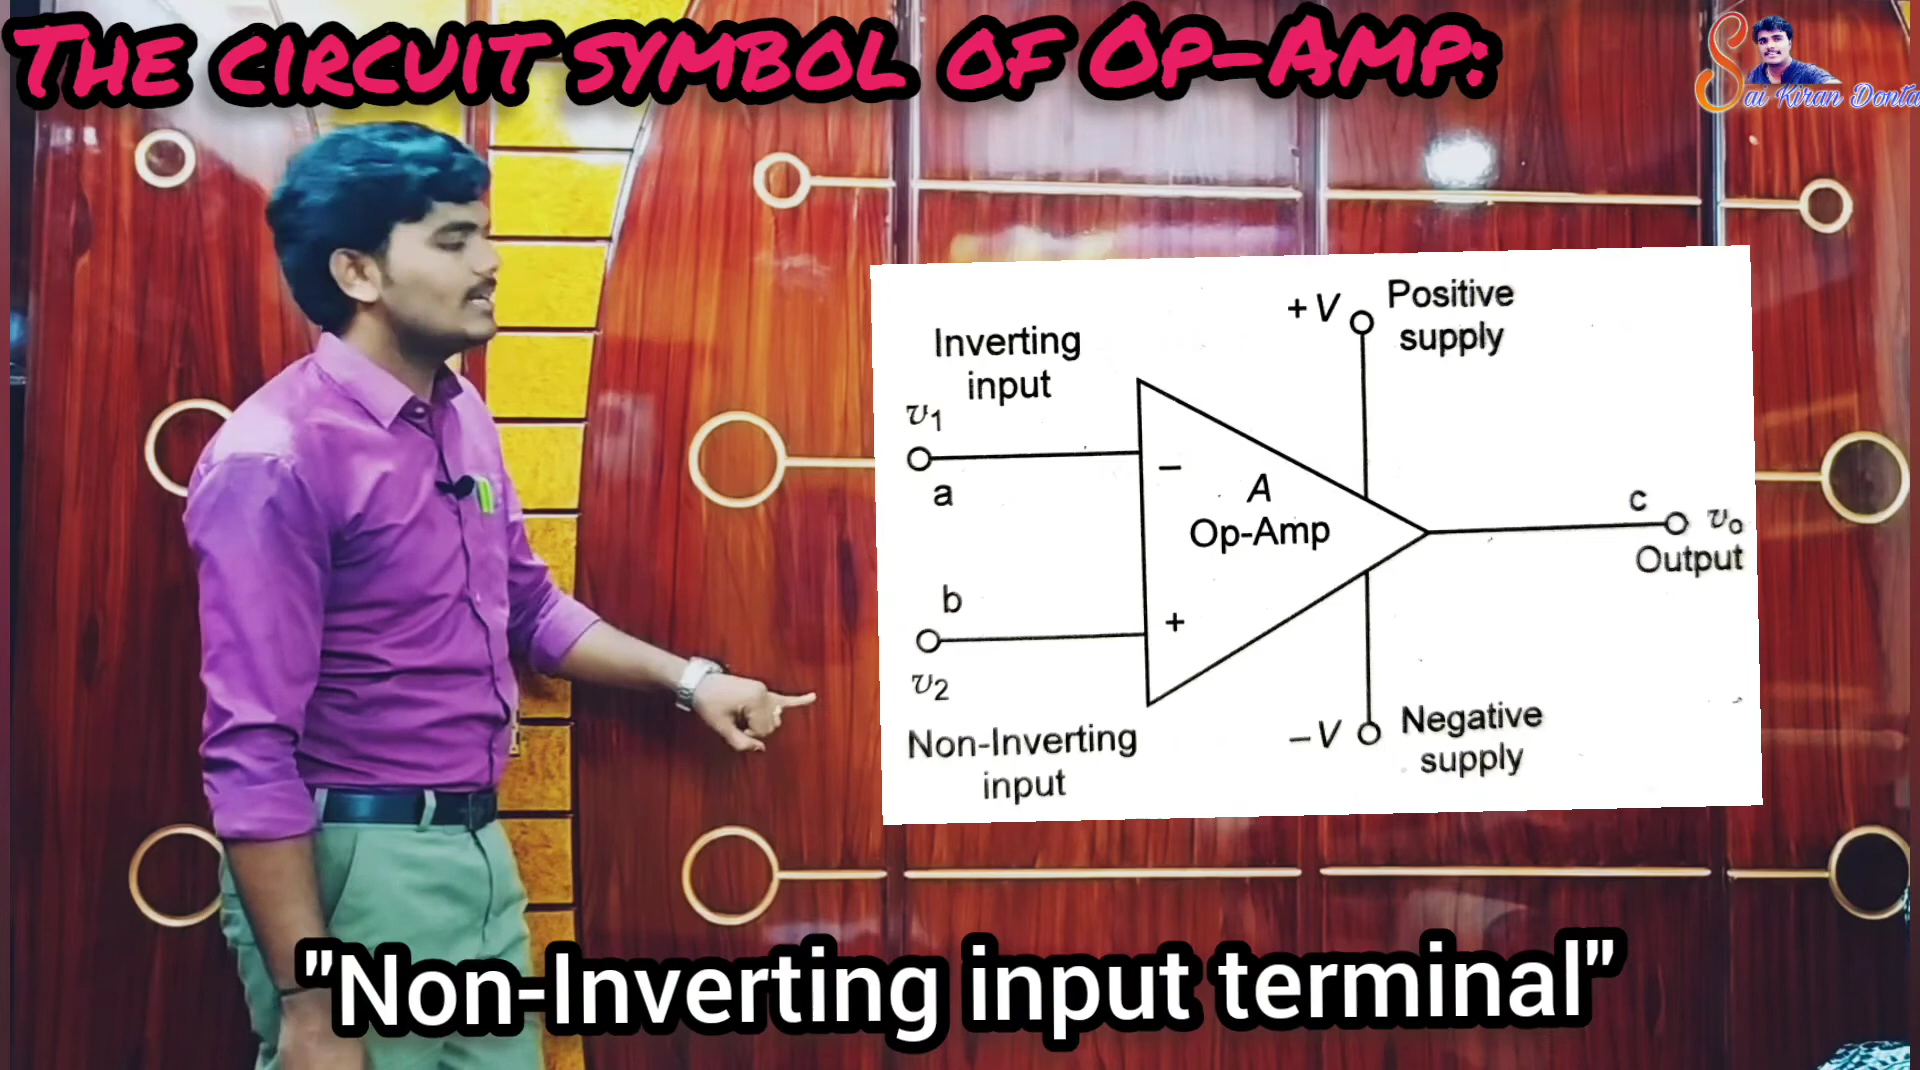 The circuit symbol of Op-Amp:
Sai Kiran Donta
+V Positive
supply
Inverting
input
v1
a
−
A
Op-Amp
c
vo
Output
b
+
v2
Non-Inverting
input
−V Negative
supply
"Non-Inverting input terminal"